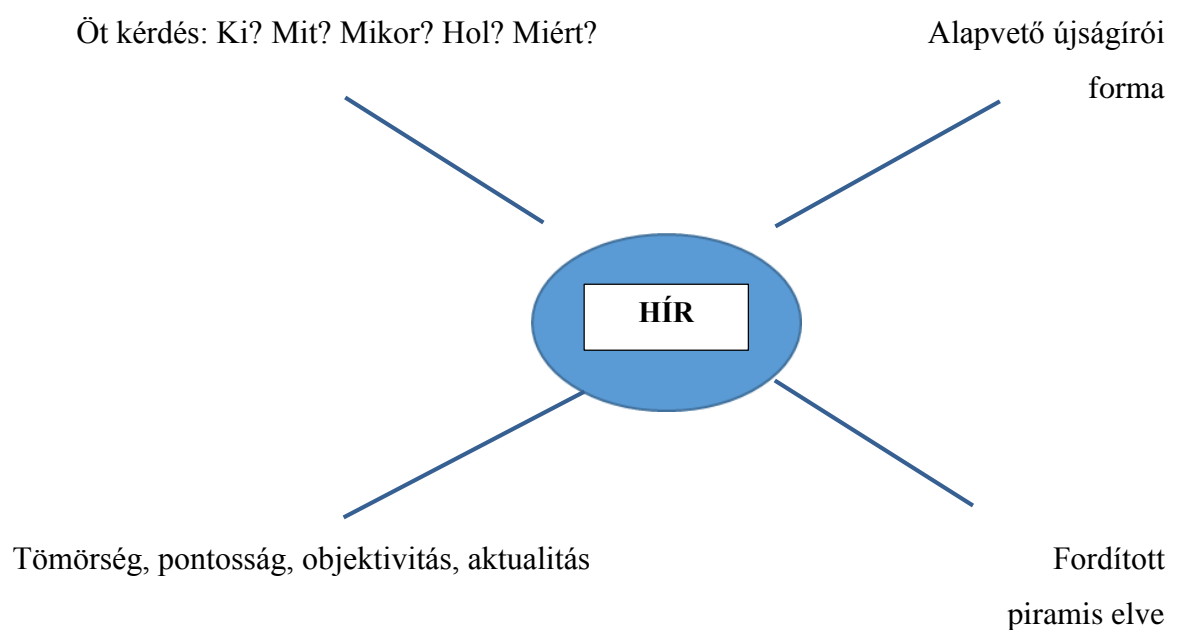 Öt kérdés: Ki? Mit? Mikor? Hol? Miért?
Alapvető újságírói
forma
HÍR
Tömörség, pontosság, objektivitás, aktualitás
Fordított
piramis elve